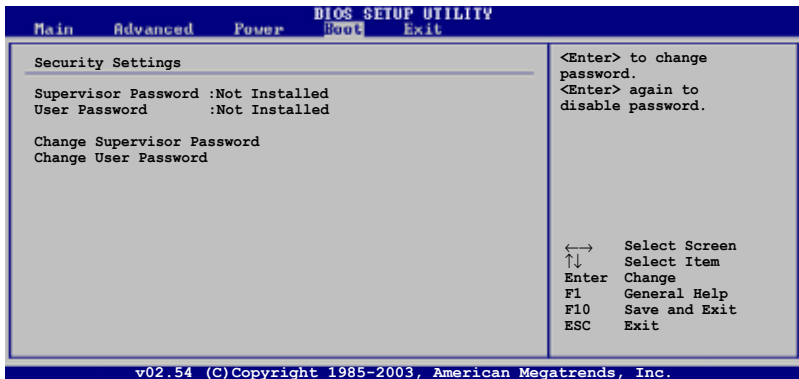 BIOS SETUP UTILITY
Main Advanced Power Boot Exit
Security Settings
Supervisor Password :Not Installed
User Password :Not Installed
Change Supervisor Password
Change User Password
<Enter> to change
password.
<Enter> again to
disable password.
←→ Select Screen
↑↓ Select Item
Enter Change
F1 General Help
F10 Save and Exit
ESC Exit
v02.54 (C)Copyright 1985-2003, American Megatrends, Inc.